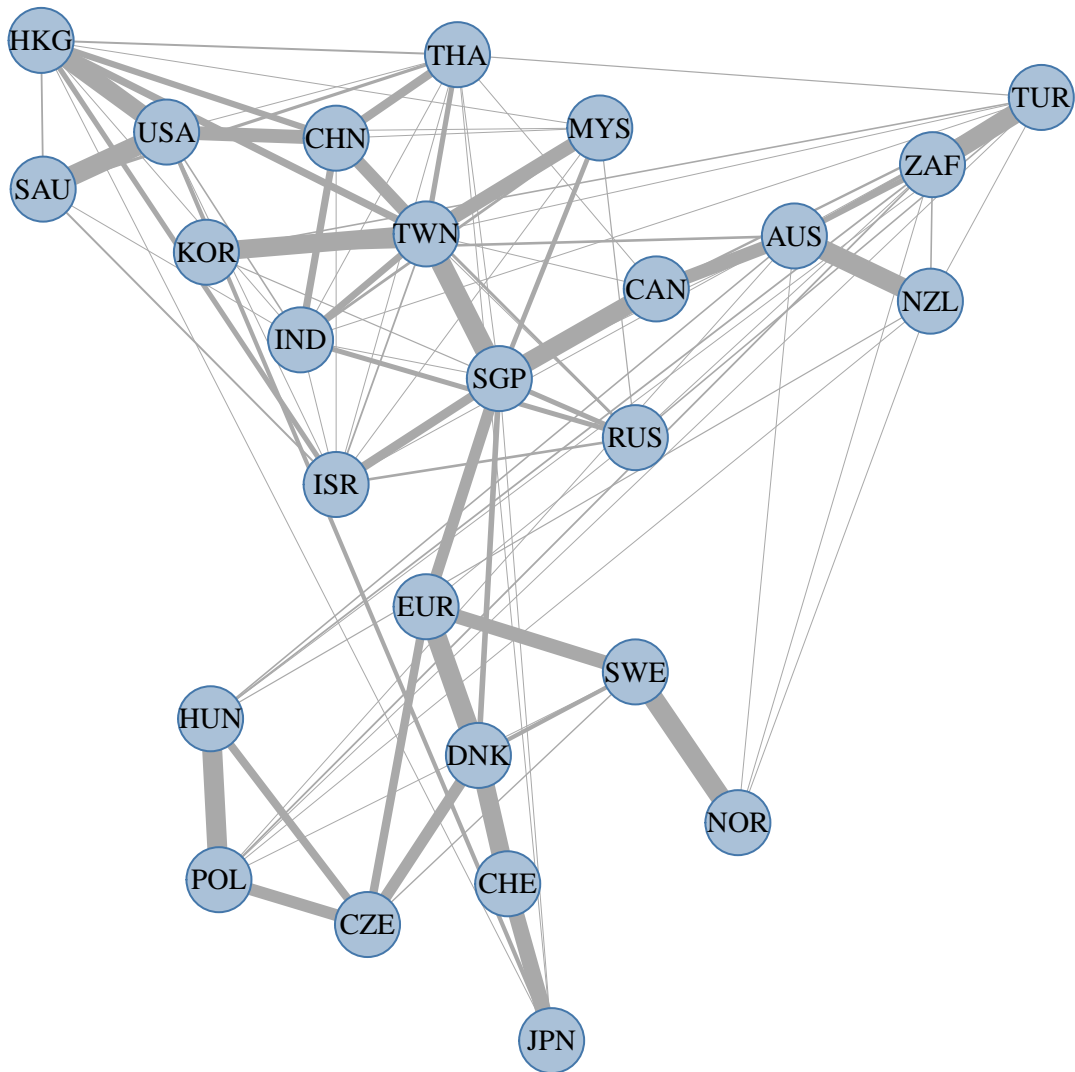 HKG
THA
TUR
USA
CHN
MYS
ZAF
SAU
KOR
TWN
AUS
CAN
NZL
IND
SGP
RUS
ISR
EUR
SWE
HUN
DNK
NOR
POL
CHE
CZE
JPN